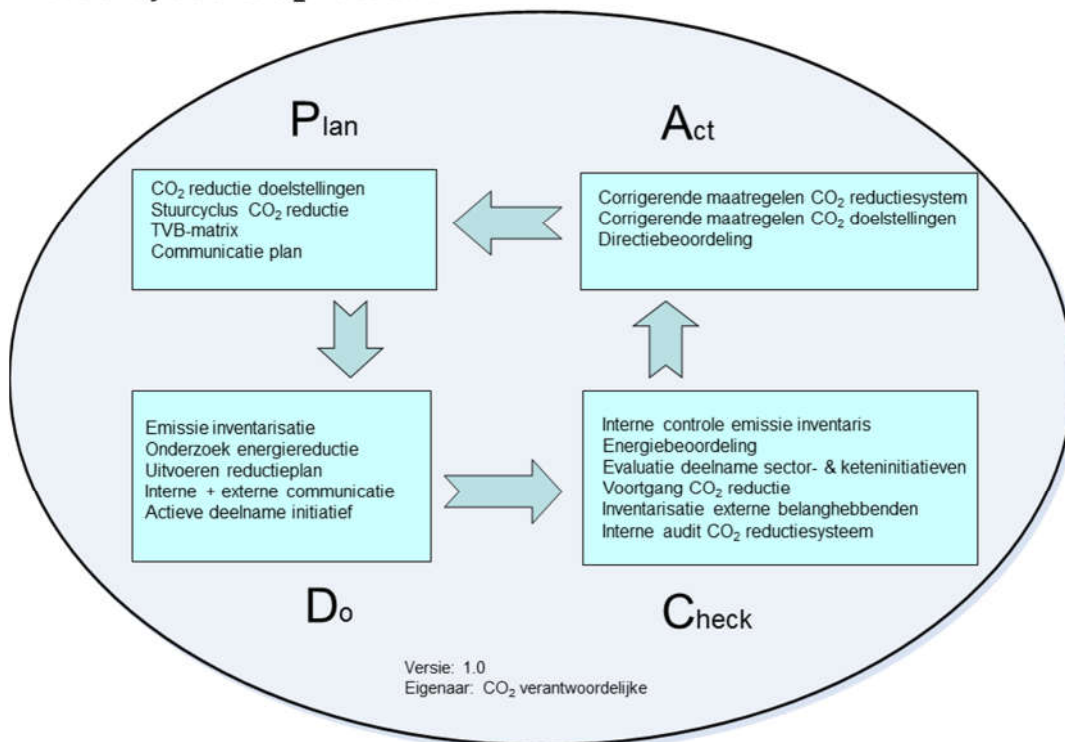 Plan
CO₂ reductie doelstellingen
Stuurcyclus CO₂ reductie
TVB-matrix
Communicatie plan
Act
Corrigerende maatregelen CO₂ reductiesystem
Corrigerende maatregelen CO₂ doelstellingen
Directiebeoordeling
Emissie inventarisatie
Onderzoek energiereductie
Uitvoeren reductieplan
Interne + externe communicatie
Actieve deelname initiatief
Do
Interne controle emissie inventaris
Energiebeoordeling
Evaluatie deelname sector- & keteninitiatieven
Voortgang CO₂ reductie
Inventarisatie externe belanghebbenden
Interne audit CO₂ reductiesysteem
Check
Versie: 1.0
Eigenaar: CO₂ verantwoordelijke